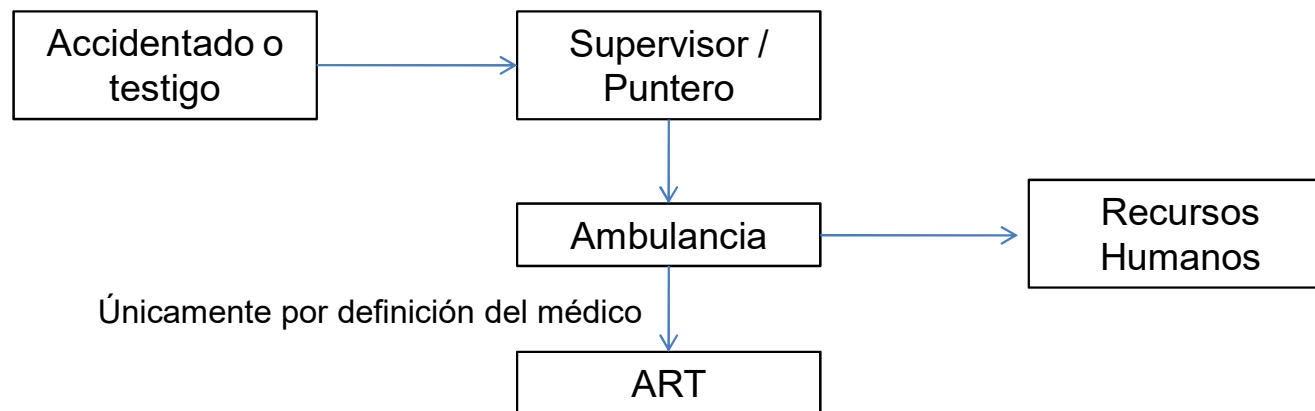 Accidentado o
testigo
Supervisor /
Puntero
Ambulancia
Recursos
Humanos
Únicamente por definición del médico
ART